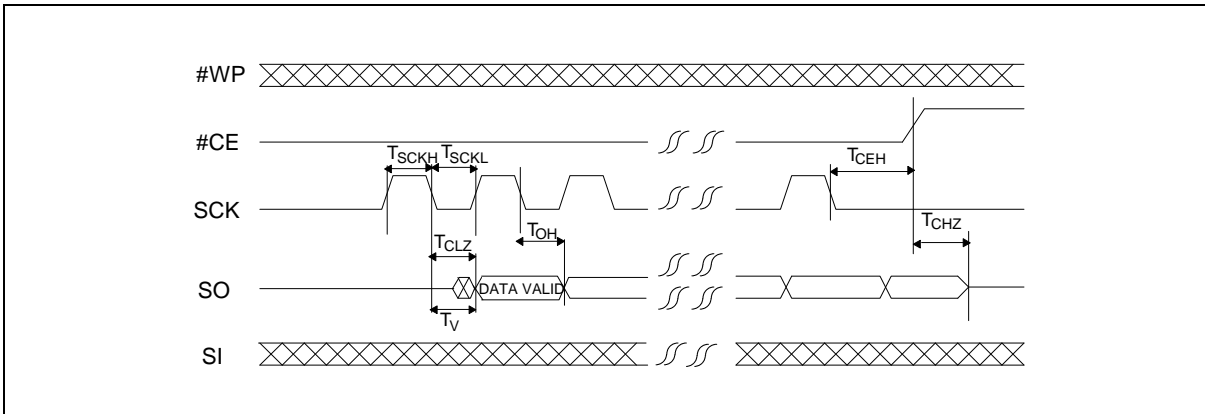 #WP
#CE
TSCKH TSCKL
TCEH
SCK
TCHZ
TCLZ
TOH
SO
DATA VALID
TV
SI